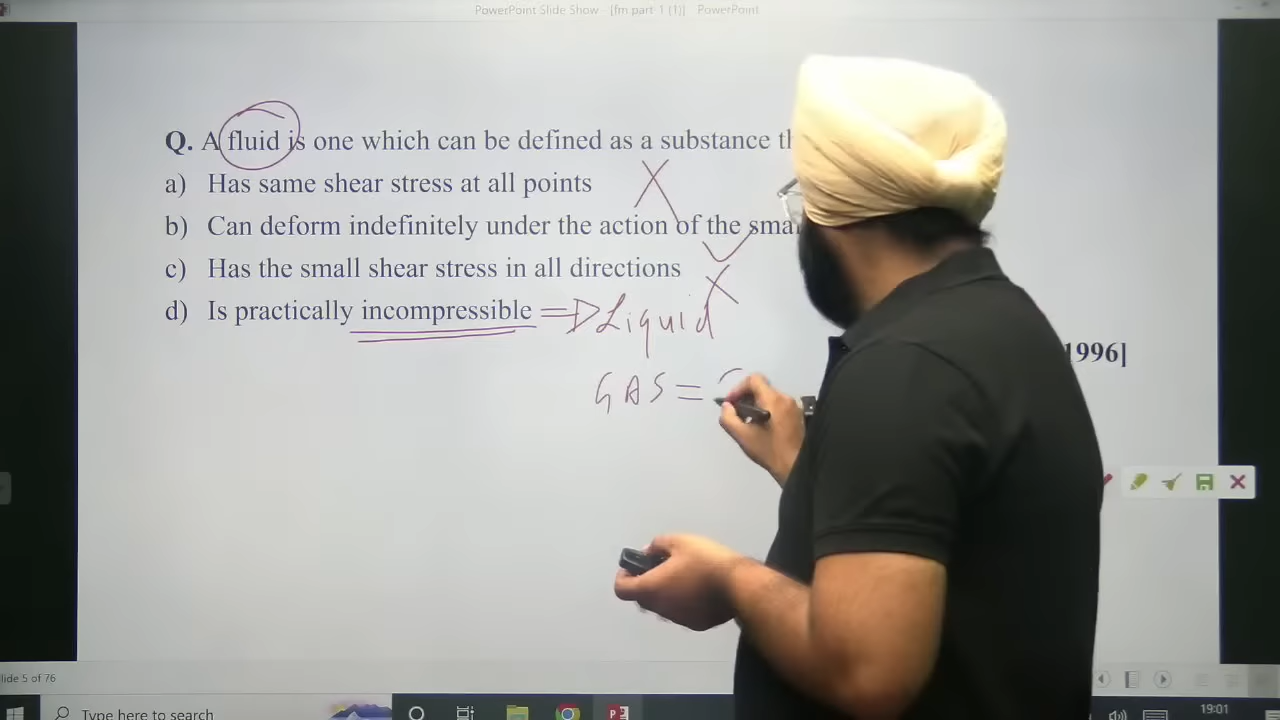 PowerPoint Slide Show - [fm part 1 (1)] - PowerPoint
Q. A fluid is one which can be defined as a substance
a) Has same shear stress at all points
b) Can deform indefinitely under the action of the
c) Has the small shear stress in all directions
d) Is practically incompressible => Liquid
GAS =
1996]
lide 5 of 76
Type here to search
19:01